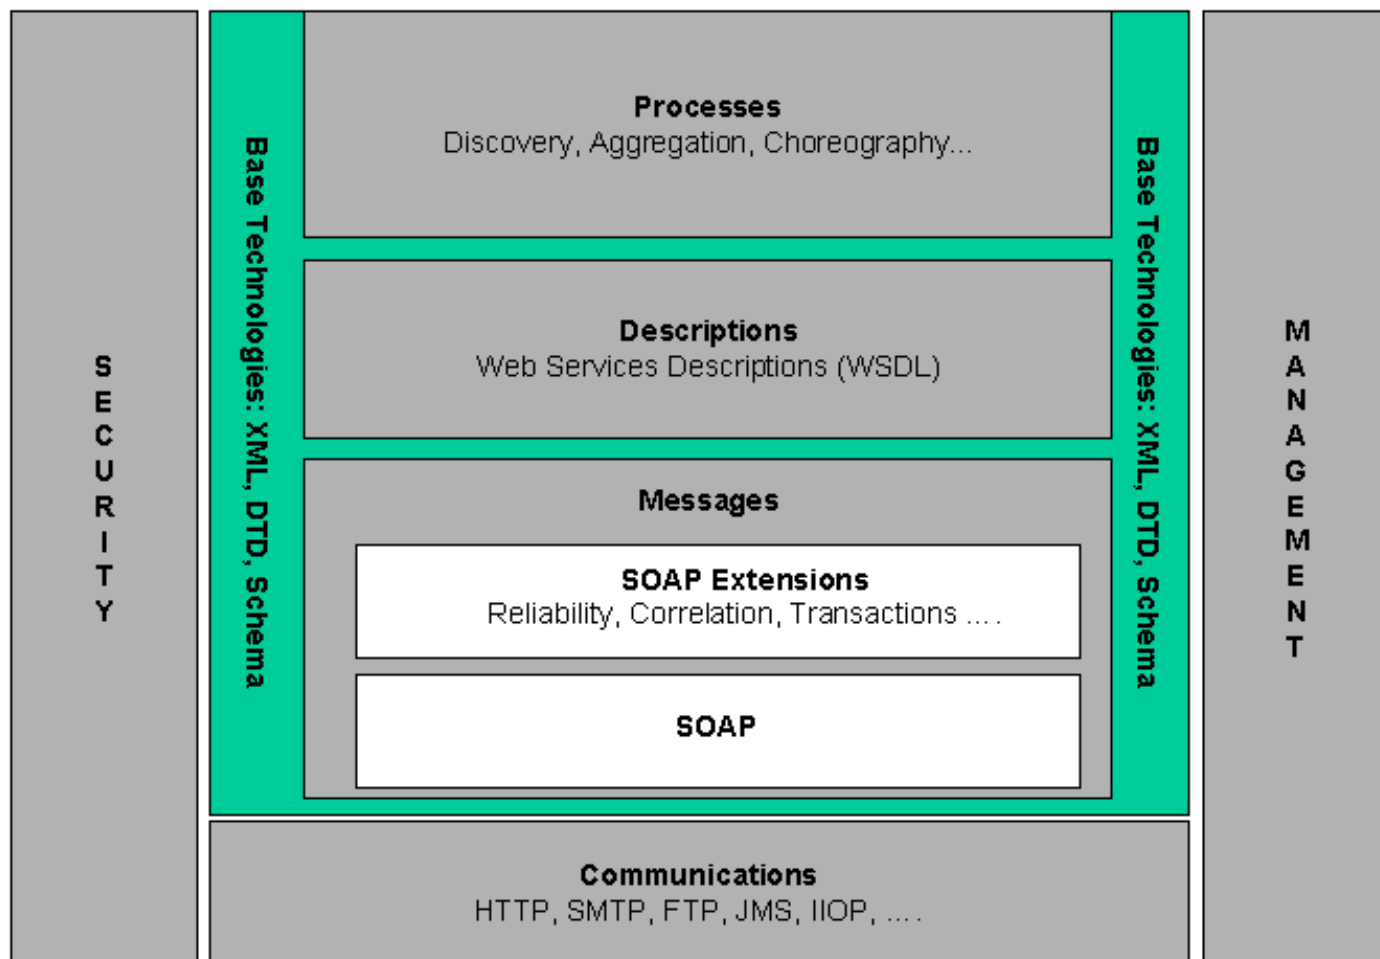 SECURITY
Base Technologies: XML, DTD, Schema
Processes
Discovery, Aggregation, Choreography...
Descriptions
Web Services Descriptions (WSDL)
Messages
SOAP Extensions
Reliability, Correlation, Transactions ....
SOAP
Base Technologies: XML, DTD, Schema
MANAGEMENT
Communications
HTTP, SMTP, FTP, JMS, IIOP, ....